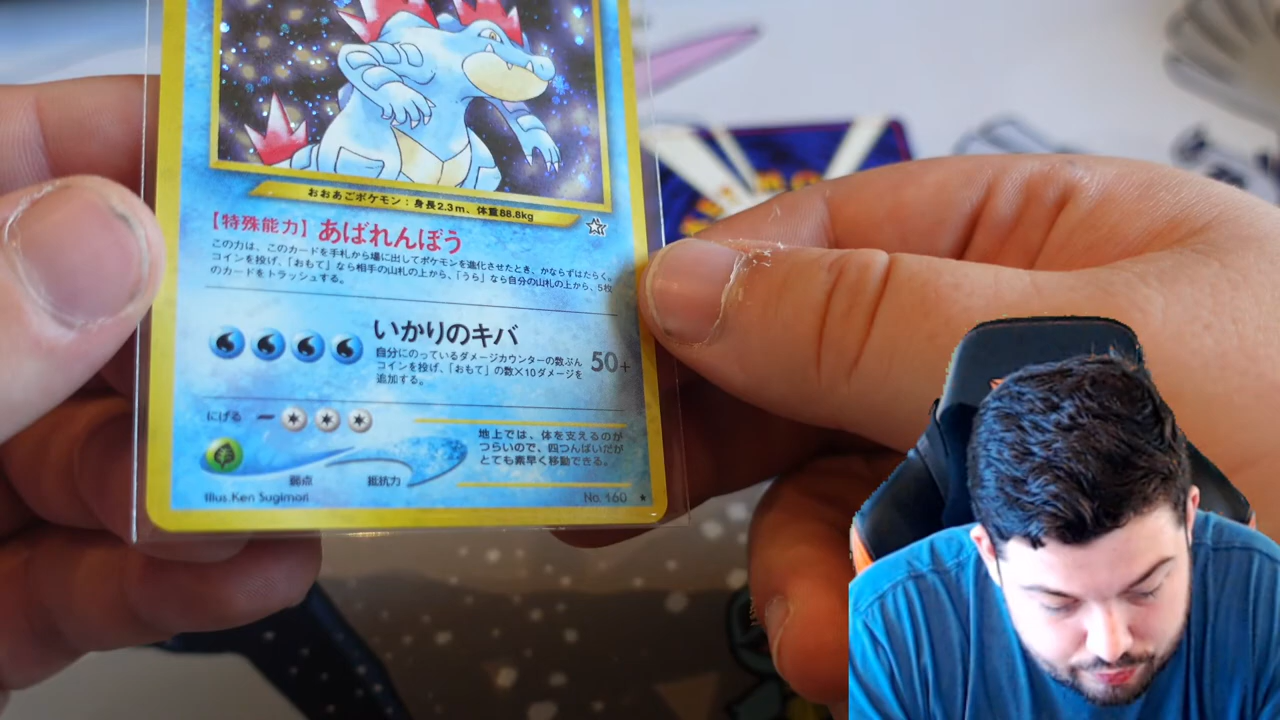 おおあごポケモン：身長2.3m、体重88.8kg
【特殊能力】あばれんぼう
この力は、このカードを手札から場に出してポケモンを進化させたとき、かならずはたらく。
コインを投げ、「おもて」なら相手の山札の上から、「うら」なら自分の山札の上から、5枚
のカードをトラッシュする。
いかりのキバ
自分にのっているダメージカウンターの数ぶん
コインを投げ、「おもて」の数×10ダメージを
追加する。
50+
にげる
地上では、体を支えるのが
つらいので、四つんばいだが
とても素早く移動できる。
弱点
抵抗力
Illus.Ken Sugimori
No. 160 ★